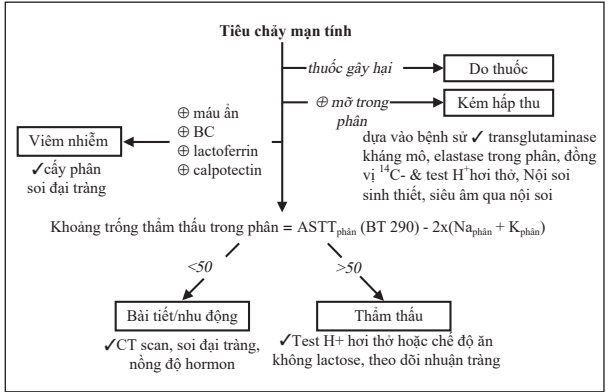 Tiêu chảy mạn tính
thuốc gây hại
Do thuốc
⊕ mỡ trong
phân
Kém hấp thu
dựa vào bệnh sử ✓ transglutaminase
kháng mô, elastase trong phân, đồng
vị ¹⁴C- & test H⁺hơi thở, Nội soi
sinh thiết, siêu âm qua nội soi
⊕ máu ẩn
⊕ BC
⊕ lactoferrin
⊕ calpotectin
Viêm nhiễm
✓cấy phân
soi đại tràng
Khoảng trống thẩm thấu trong phân = ASTTphân (BT 290) - 2x(Naphân + Kphân)
<50
>50
Bài tiết/nhu động
✓CT scan, soi đại tràng,
nồng độ hormon
Thẩm thấu
✓Test H+ hơi thở hoặc chế độ ăn
không lactose, theo dõi nhuận tràng